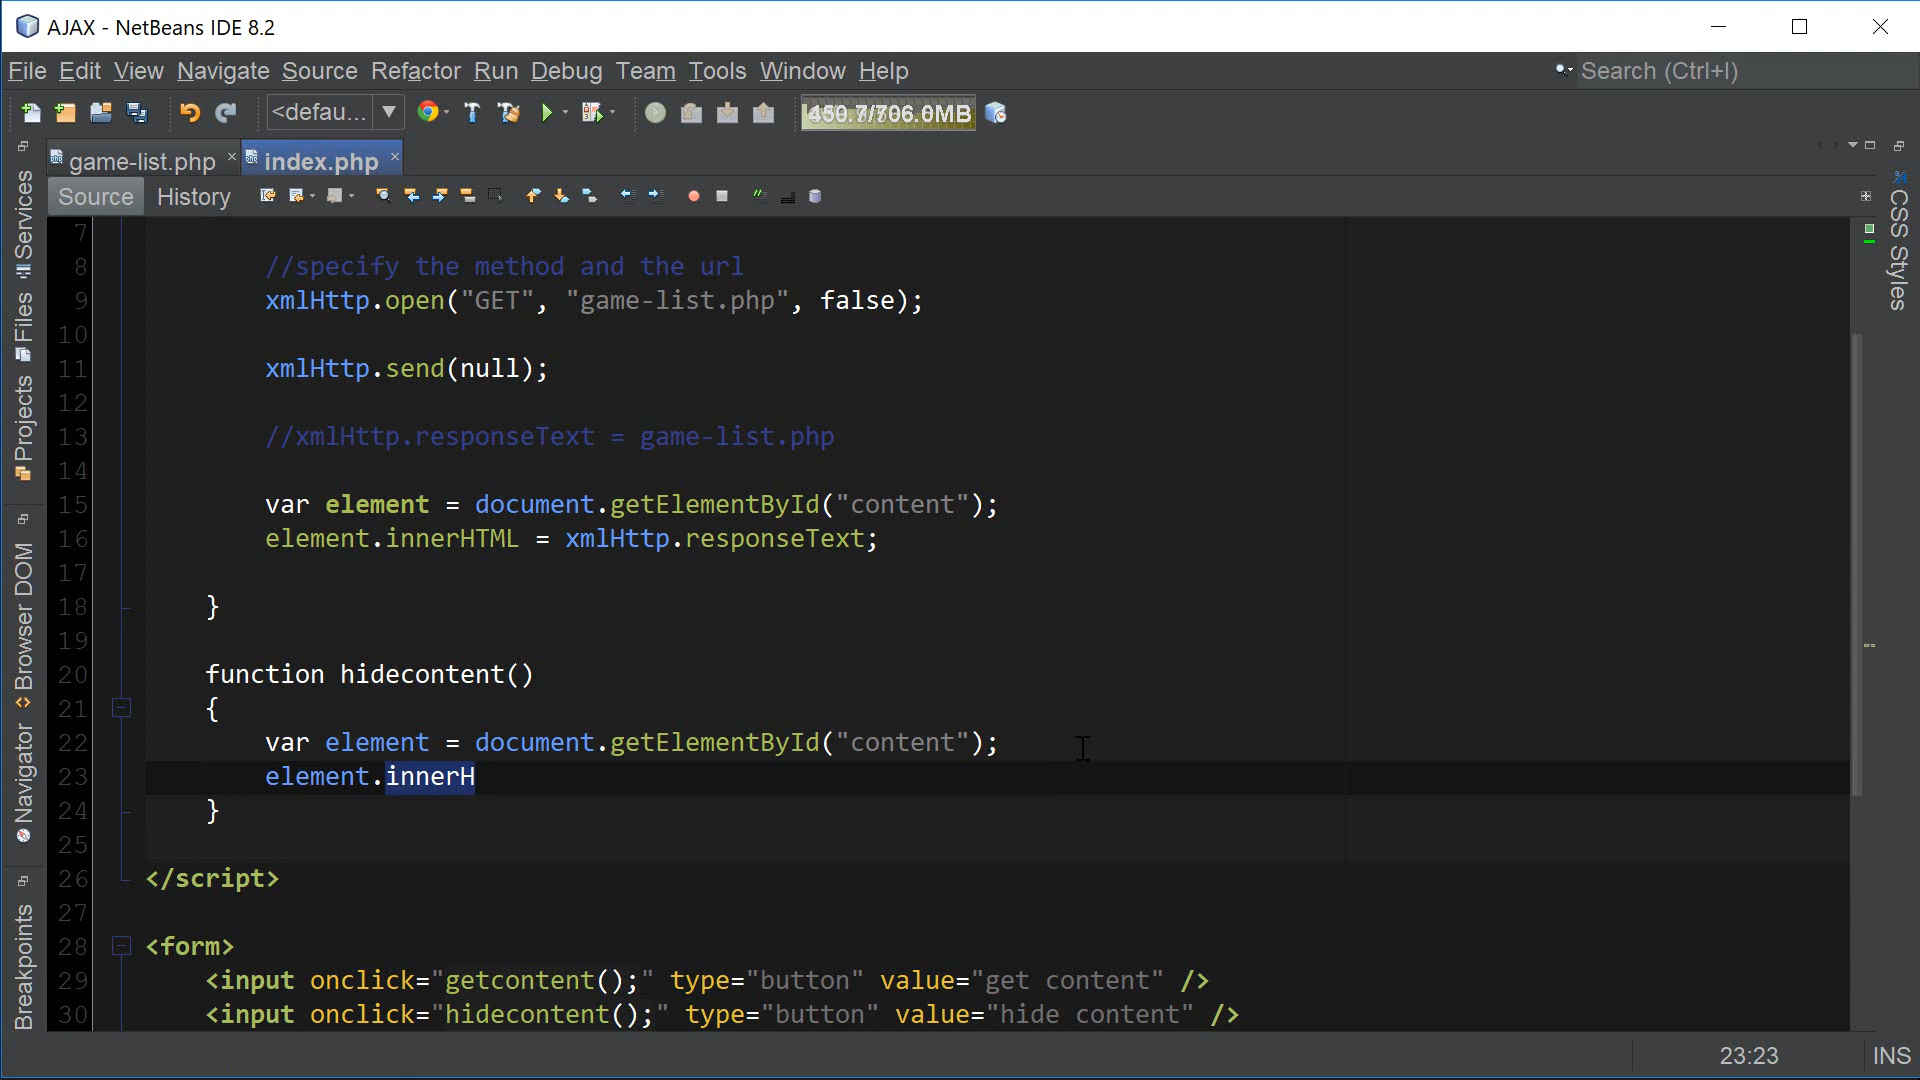 AJAX - NetBeans IDE 8.2
File Edit View Navigate Source Refactor Run Debug Team Tools Window Help
Search (Ctrl+I)
<defau...
450.7/706.0MB
game-list.php
index.php
Source History
Services
Files
Projects
Browser DOM
Navigator
Breakpoints
CSS Styles
7
8 //specify the method and the url
9 xmlHttp.open("GET", "game-list.php", false);
10
11 xmlHttp.send(null);
12
13 //xmlHttp.responseText = game-list.php
14
15 var element = document.getElementById("content");
16 element.innerHTML = xmlHttp.responseText;
17
18 }
19
20 function hidecontent()
21 {
22 var element = document.getElementById("content");
23 element.innerH
24 }
25
26 </script>
27
28 <form>
29 <input onclick="getcontent();" type="button" value="get content" />
30 <input onclick="hidecontent();" type="button" value="hide content" />
23:23 INS